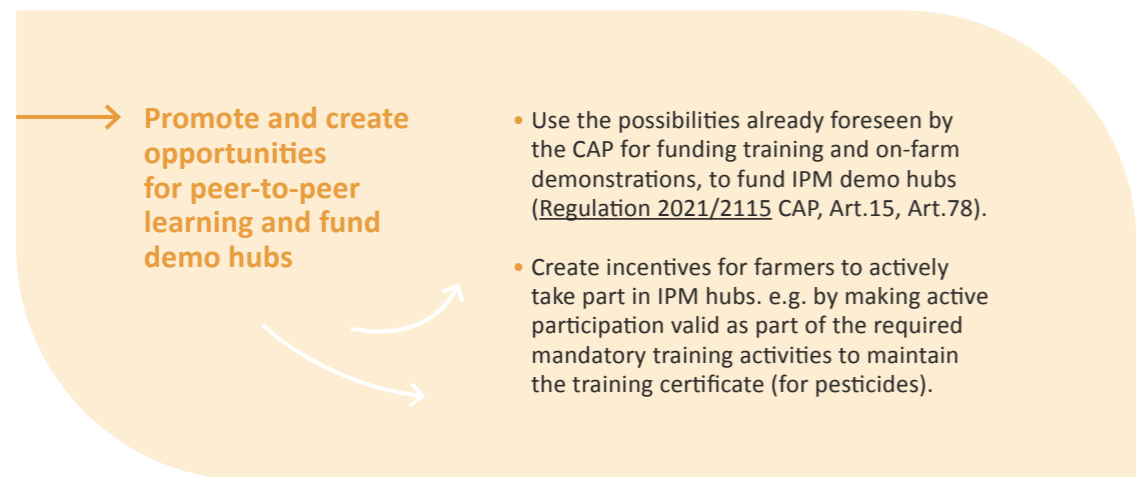 Promote and create
opportunities
for peer-to-peer
learning and fund
demo hubs
• Use the possibilities already foreseen by
the CAP for funding training and on-farm
demonstrations, to fund IPM demo hubs
(Regulation 2021/2115 CAP, Art.15, Art.78).
• Create incentives for farmers to actively
take part in IPM hubs. e.g. by making active
participation valid as part of the required
mandatory training activities to maintain
the training certificate (for pesticides).